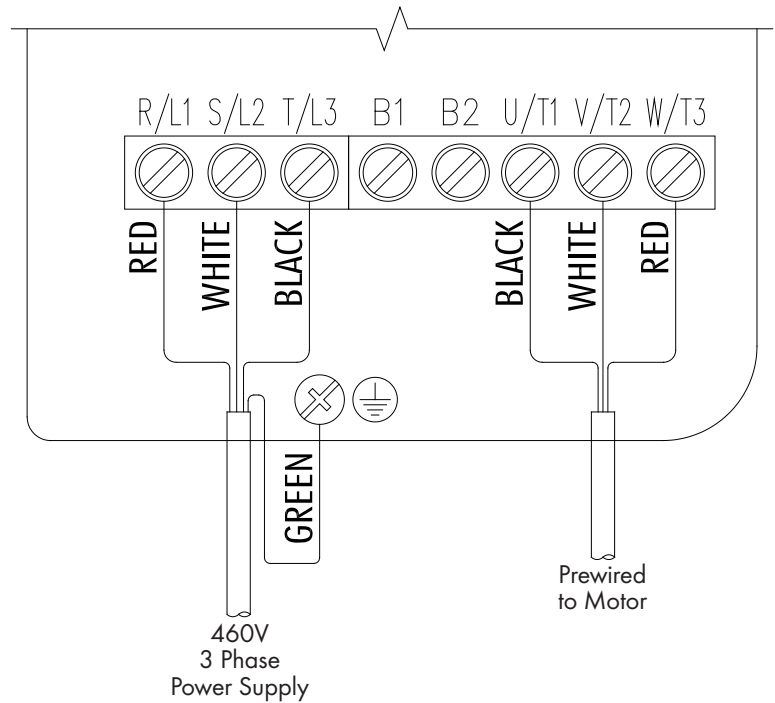 R/L1 S/L2 T/L3 B1 B2 U/T1 V/T2 W/T3
RED
WHITE
BLACK
BLACK
WHITE
RED
GREEN
Prewired
to Motor
460V
3 Phase
Power Supply